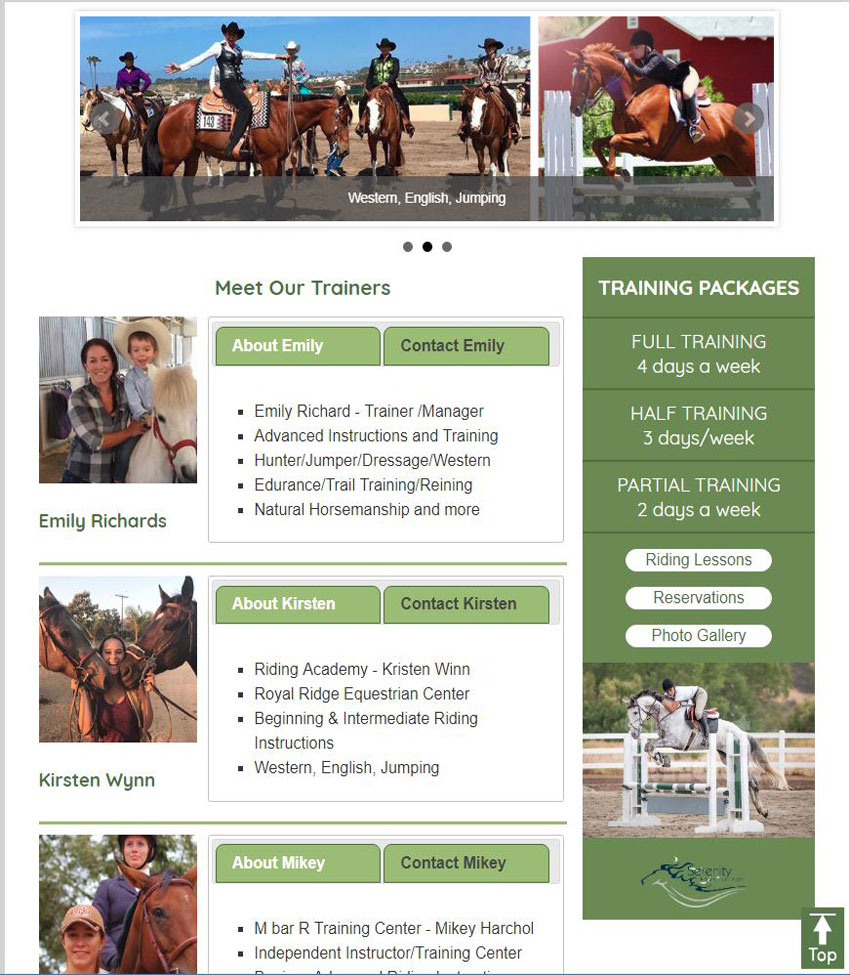 143
Western, English, Jumping
Meet Our Trainers
About Emily
Contact Emily
Emily Richard - Trainer /Manager
Advanced Instructions and Training
Hunter/Jumper/Dressage/Western
Edurance/Trail Training/Reining
Natural Horsemanship and more
Emily Richards
About Kirsten
Contact Kirsten
Riding Academy - Kristen Winn
Royal Ridge Equestrian Center
Beginning & Intermediate Riding
Instructions
Western, English, Jumping
Kirsten Wynn
About Mikey
Contact Mikey
M bar R Training Center - Mikey Harchol
Independent Instructor/Training Center
TRAINING PACKAGES
FULL TRAINING
4 days a week
HALF TRAINING
3 days/week
PARTIAL TRAINING
2 days a week
Riding Lessons
Reservations
Photo Gallery
Serenity
Top